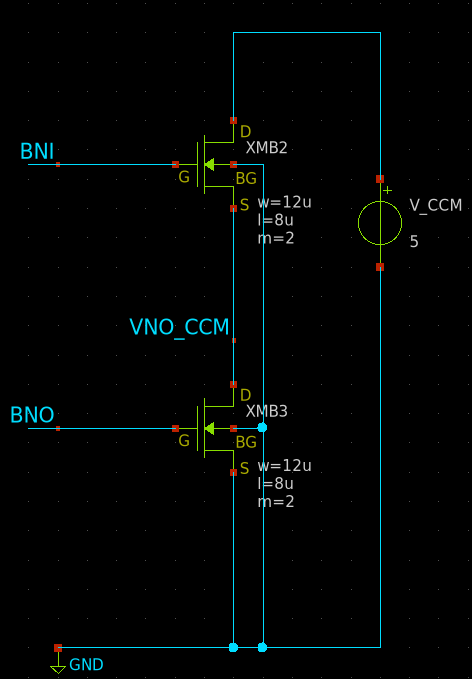 D
XMB2
BNI
G
BG
S
w=12u
l=8u
m=2
+
V_CCM
5
VNO_CCM
D
XMB3
BNO
G
BG
S
w=12u
l=8u
m=2
GND